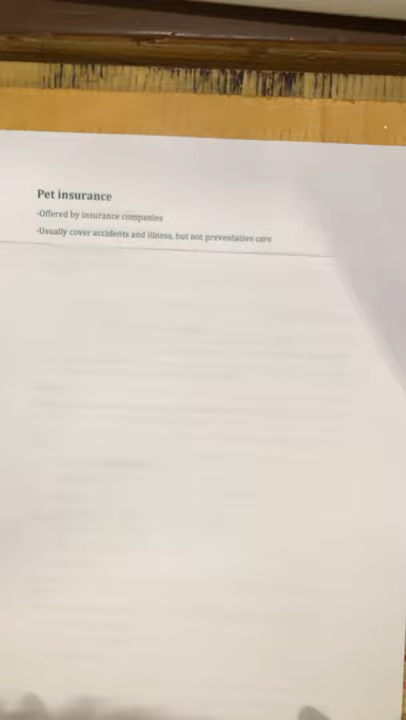 Pet insurance
-Offered by insurance companies
-Usually cover accidents and illness, but not preventative care